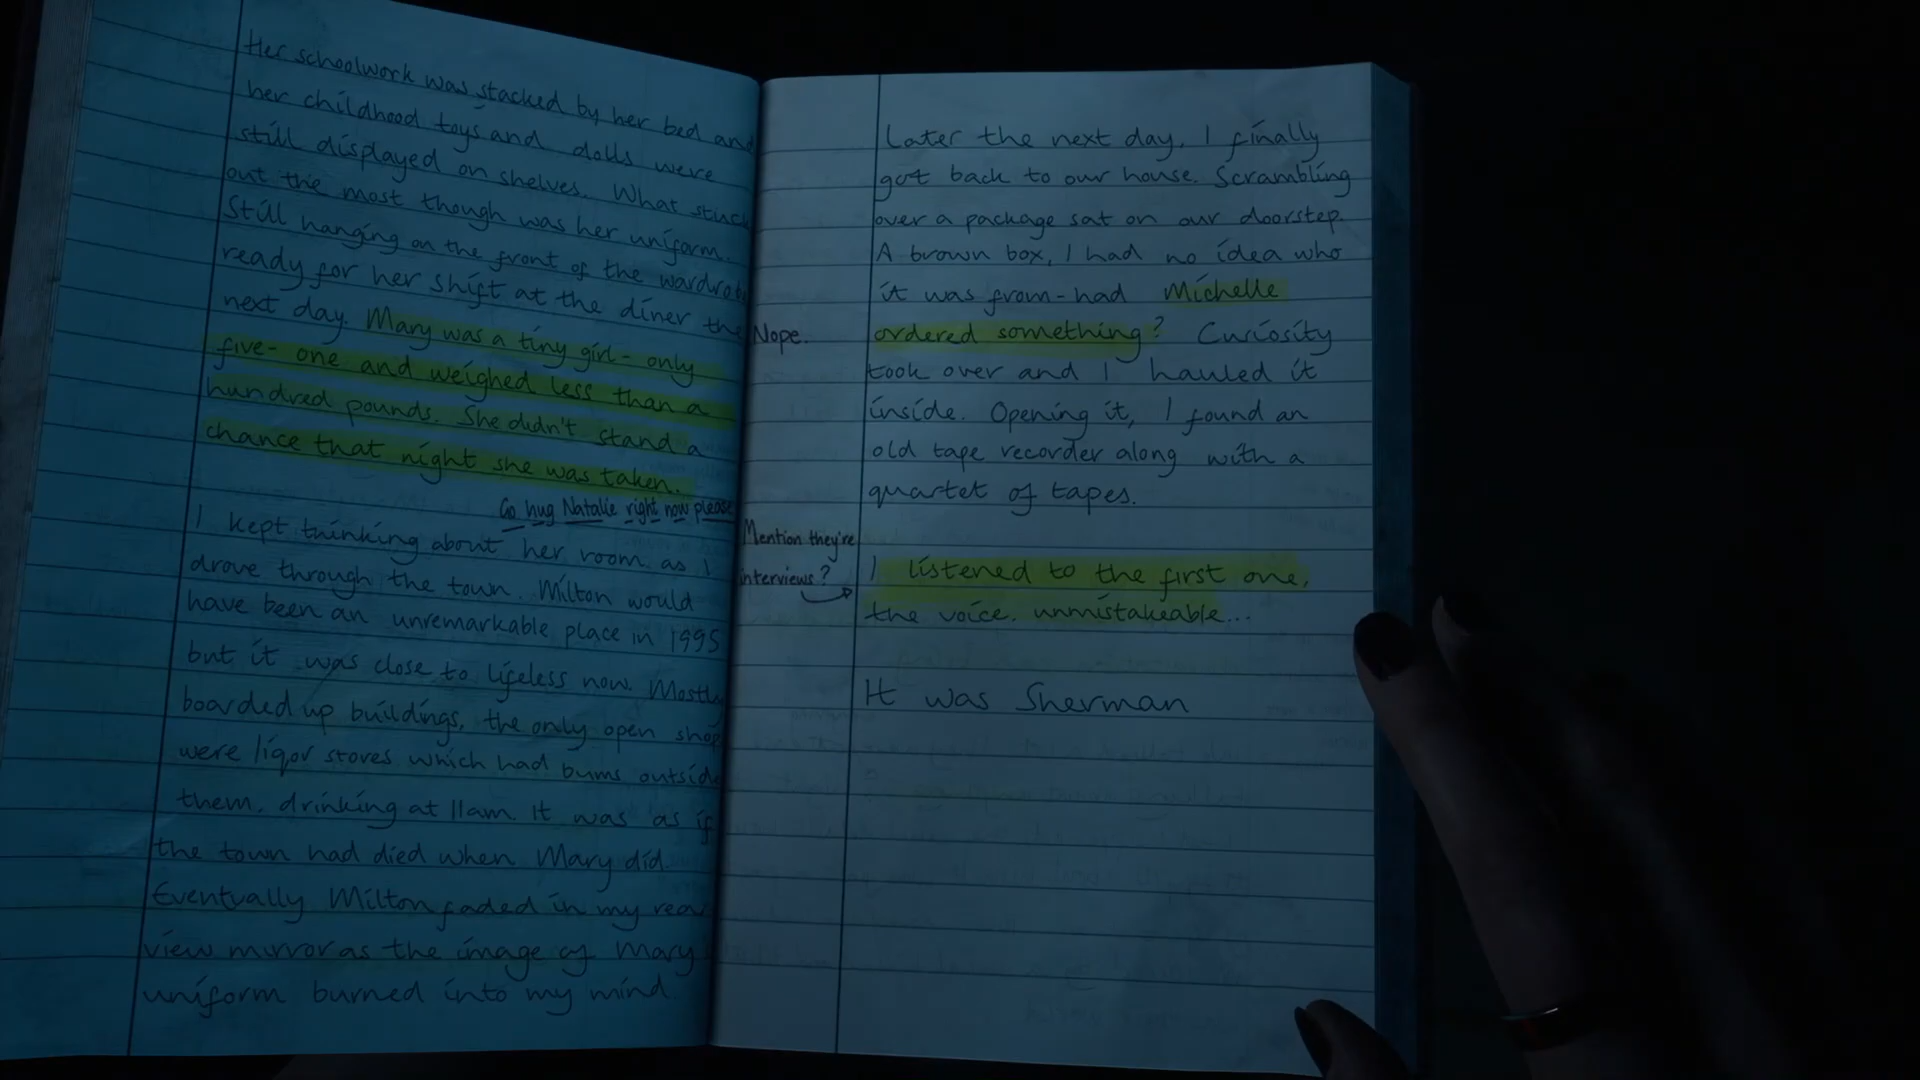 Her schoolwork was stacked by her bed and
her childhood toys and dolls were
still displayed on shelves. What stuck
out the most though was her uniform.
Still hanging on the front of the wardrobe
ready for her shift at the diner the
next day. Mary was a tiny girl- only
five-one and weighed less than a
hundred pounds. She didn't stand a
chance that night she was taken.
Go hug Natalie right now please
I kept thinking about her room as I
drove through the town. Milton would
have been an unremarkable place in 1995
but it was close to lifeless now. Mostly
boarded up buildings, the only open shop
were liqor stores which had bums outside
them, drinking at 11am. It was as if
the town had died when Mary did
Eventually Milton faded in my rear
view mirror as the image of Mary's
uniform burned into my mind.
Later the next day, I finally
got back to our house. Scrambling
over a package sat on our doorstep.
A brown box, I had no idea who
it was from-had Michelle
Nope.
ordered something? Curiosity
took over and I hauled it
inside. Opening it, I found an
old tape recorder along with a
quartet of tapes.
Mention they're
interviews?
I listened to the first one,
the voice. unmistakeable...
It was Sherman